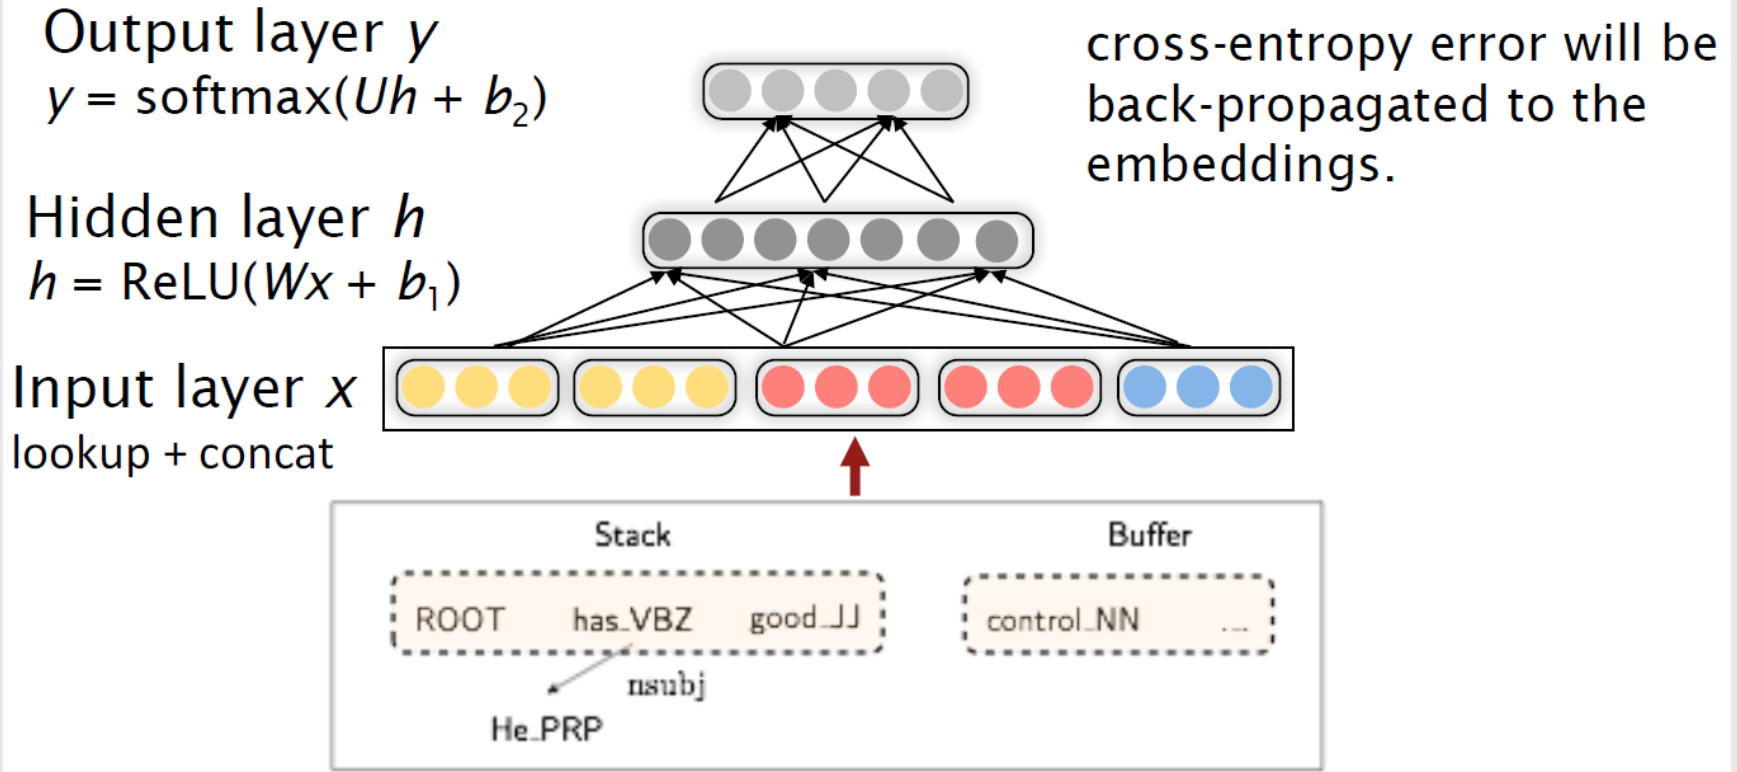 Output layer y
y = softmax(Uh + b₂)
cross-entropy error will be
back-propagated to the
embeddings.
Hidden layer h
h = ReLU(Wx + b₁)
Input layer x
lookup + concat
Stack
Buffer
ROOT has_VBZ good_JJ
control_NN ...
nsubj
He_PRP